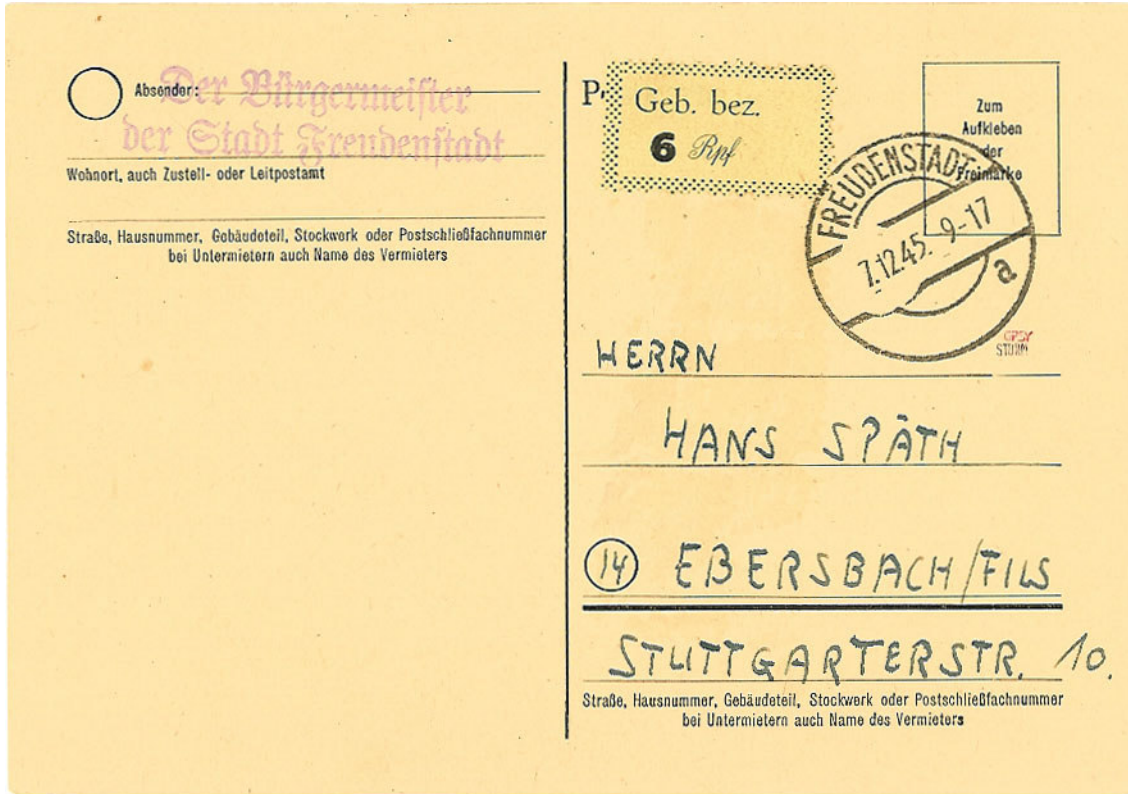 Absender:
Der Bürgermeister
der Stadt Freudenstadt
Wohnort, auch Zustell- oder Leitpostamt
Straße, Hausnummer, Gebäudeteil, Stockwerk oder Postschließfachnummer
bei Untermietern auch Name des Vermieters
Geb. bez.
6 Rpf
Zum
Aufkleben
der
Freimarke
FREUDENSTADT
7.12.45. 9-17
a
STURM
HERRN
HANS SPÄTH
14 EBERSBACH/FILS
STUTTGARTERSTR. 10.
Straße, Hausnummer, Gebäudeteil, Stockwerk oder Postschließfachnummer
bei Untermietern auch Name des Vermieters